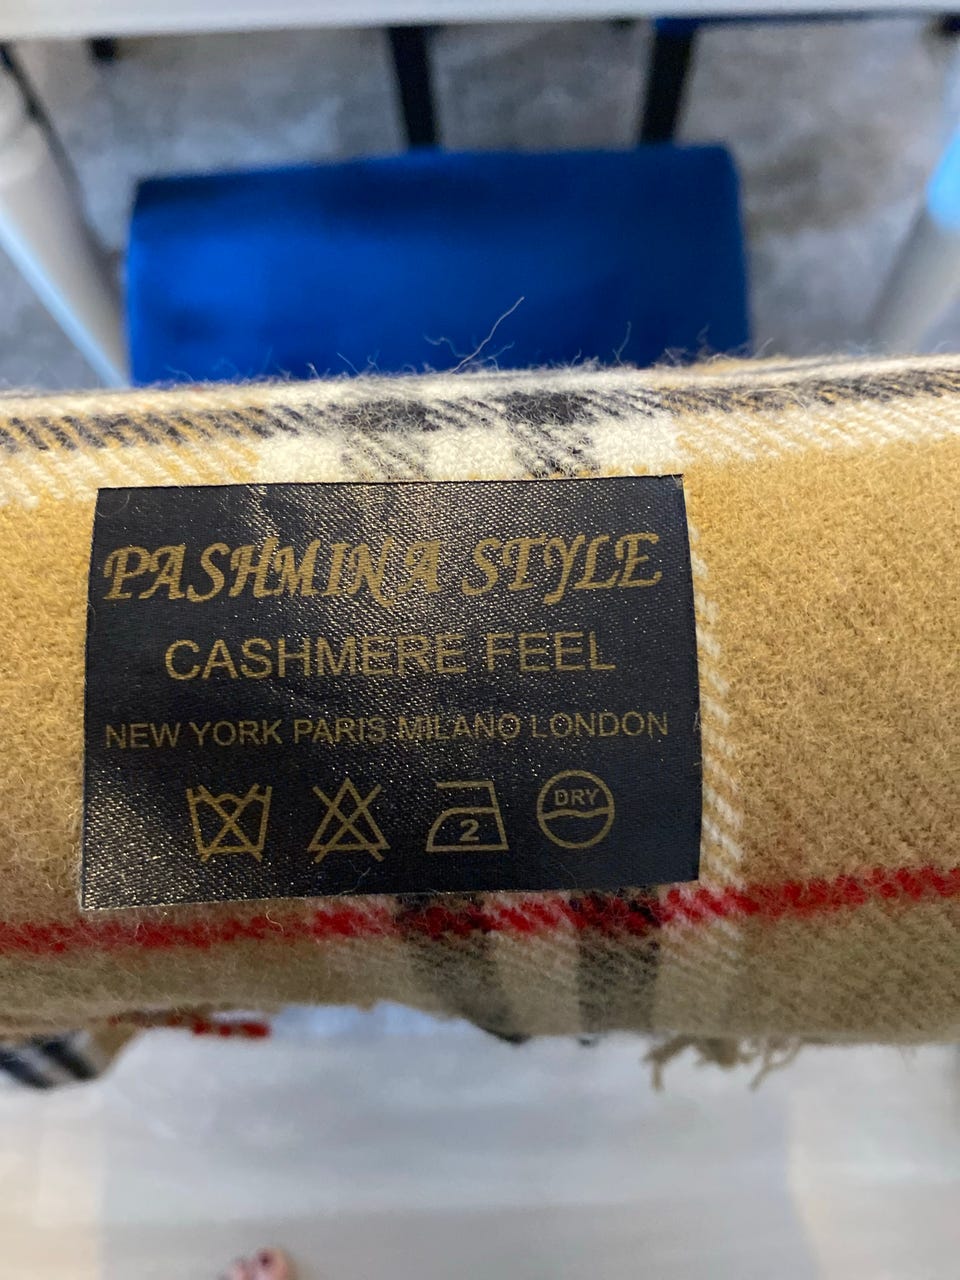 PASHMINA STYLE
CASHMERE FEEL
NEW YORK PARIS MILANO LONDON
2 DRY